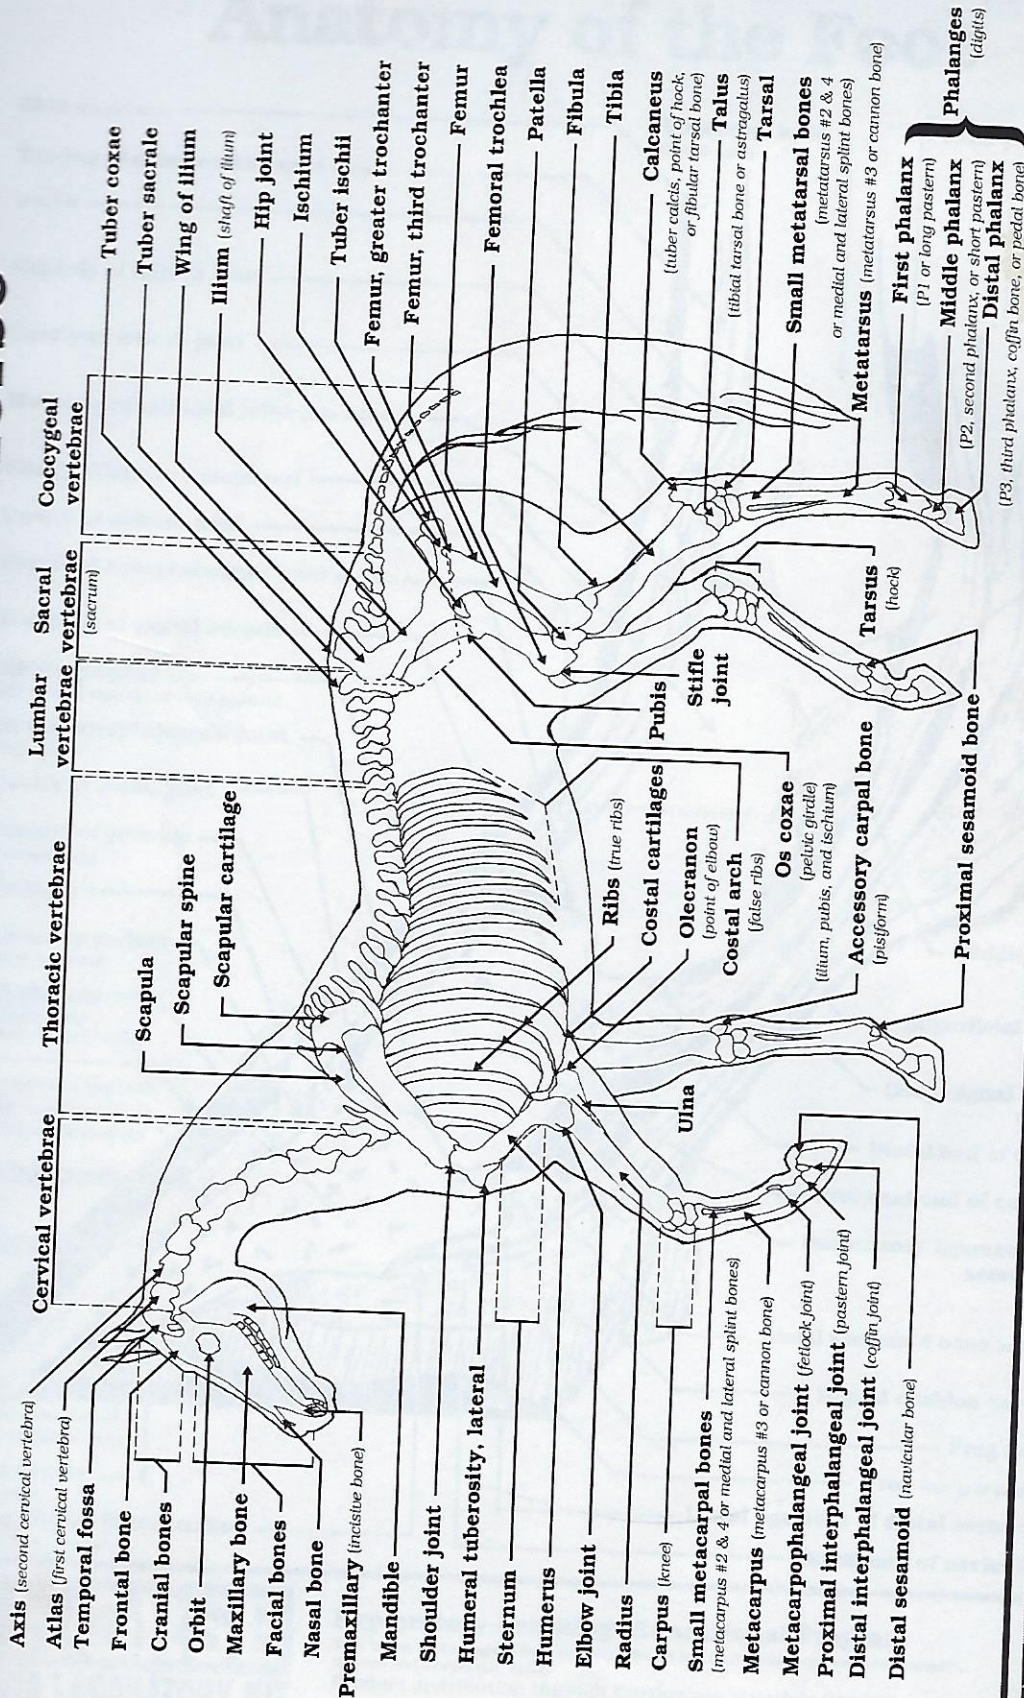 Coccygeal
vertebrae
Sacral
vertebrae
(sacrum)
Lumbar
vertebrae
Thoracic vertebrae
Cervical vertebrae
Axis (second cervical vertebra)
Atlas (first cervical vertebra)
Temporal fossa
Frontal bone
Cranial bones
Orbit
Maxillary bone
Facial bones
Nasal bone
Premaxillary (incisive bone)
Mandible
Shoulder joint
Humeral tuberosity, lateral
Sternum
Humerus
Elbow joint
Radius
Carpus (knee)
Small metacarpal bones
(metacarpus #2 & 4 or medial and lateral splint bones)
Metacarpus (metacarpus #3 or cannon bone)
Metacarpophalangeal joint (fetlock joint)
Proximal interphalangeal joint (pastern joint)
Distal interphalangeal joint (coffin joint)
Distal sesamoid (navicular bone)
Scapula
Scapular spine
Scapular cartilage
Ribs (true ribs)
Costal cartilages
Olecranon
(point of elbow)
Costal arch
(false ribs)
Ulna
Os coxae
(pelvic girdle)
(ilium, pubis, and ischium)
Accessory carpal bone
(pisiform)
Proximal sesamoid bone
Pubis
Stifle
joint
Tarsus
(hock)
Tuber coxae
Tuber sacrale
Wing of ilium
Ilium (shaft of ilium)
Hip joint
Ischium
Tuber ischii
Femur, greater trochanter
Femur, third trochanter
Femur
Femoral trochlea
Patella
Fibula
Tibia
Calcaneus
(tuber calcis, point of hock,
or fibular tarsal bone)
Talus
(tibial tarsal bone or astragalus)
Tarsal
Small metatarsal bones
(metatarsus #2 & 4
or medial and lateral splint bones)
Metatarsus (metatarsus #3 or cannon bone)
First phalanx
(P1 or long pastern)
Middle phalanx
(P2, second phalanx, or short pastern)
Distal phalanx
(P3, third phalanx, coffin bone, or pedal bone)
Phalanges
(digits)